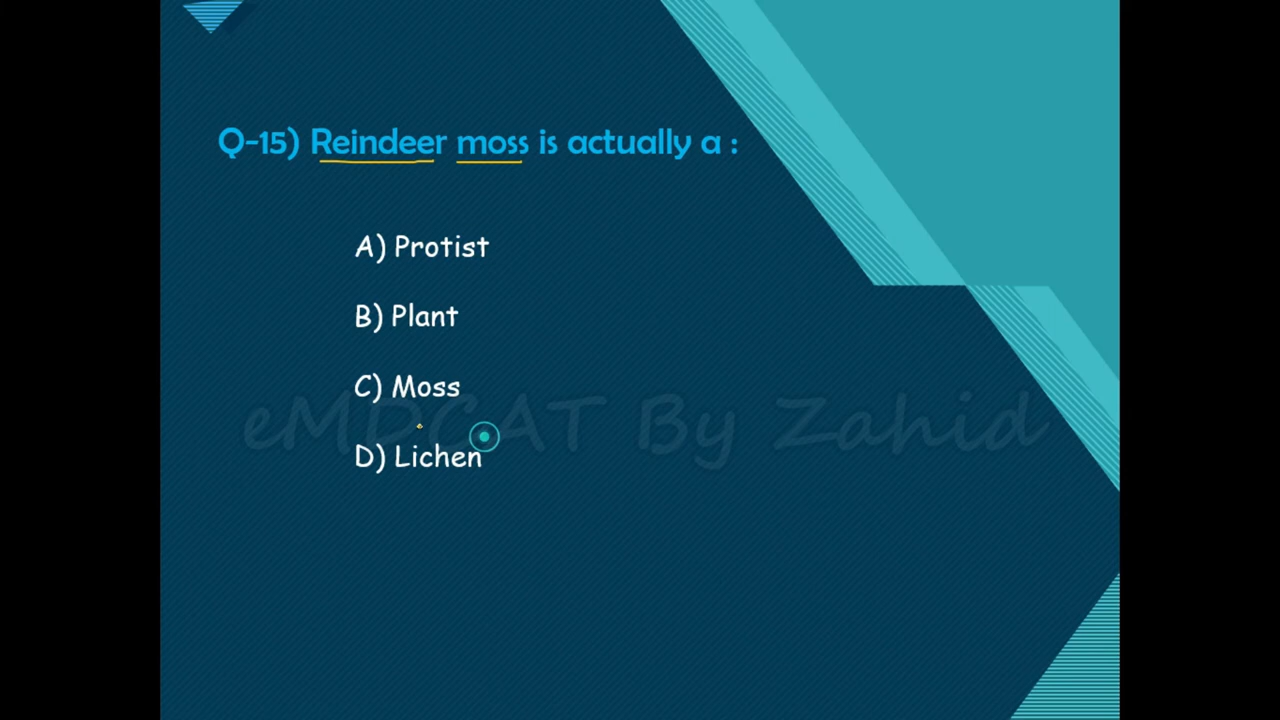 Q-15) Reindeer moss is actually a :
A) Protist
B) Plant
C) Moss
eMDCAT By Zahid
D) Lichen